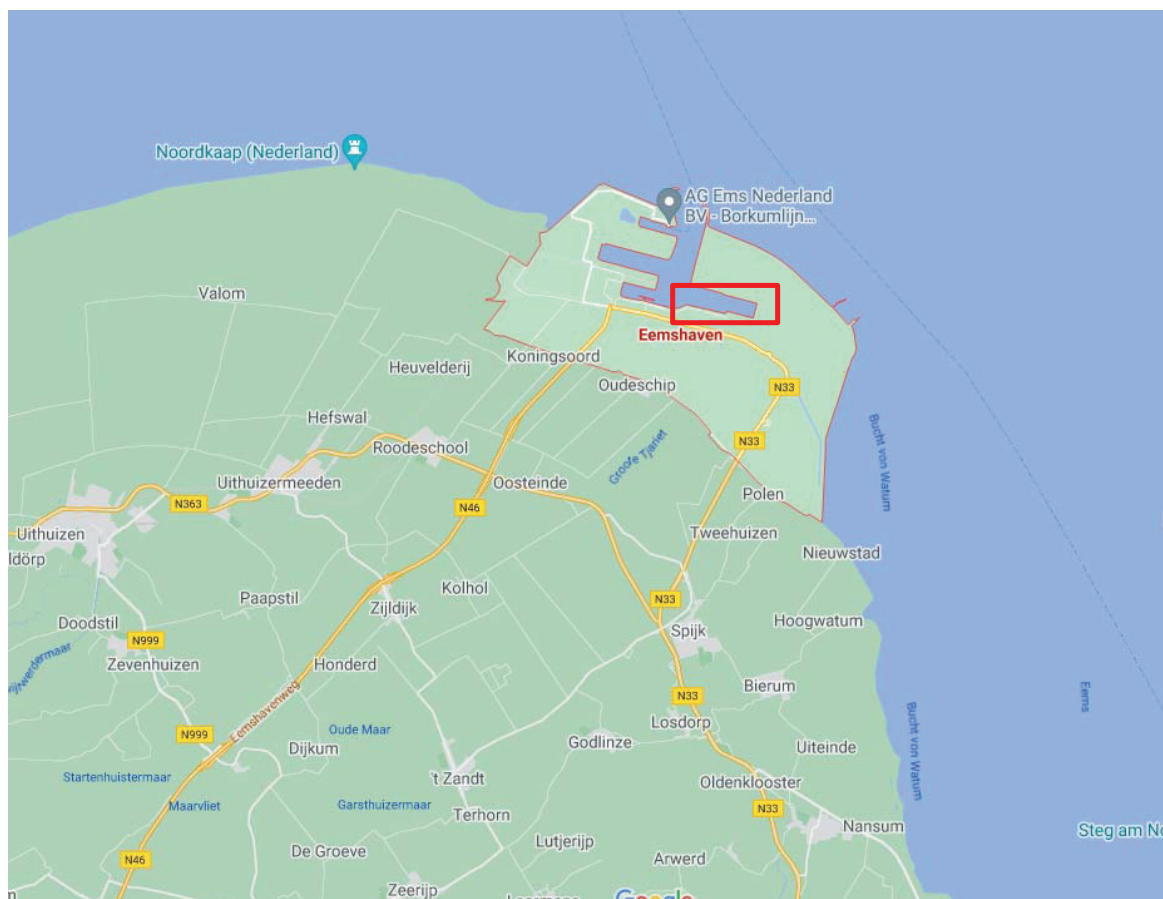 Noordkaap (Nederland)
AG Ems Nederland
BV - Borkumlijn...
Valom
Eemshaven
Koningsoord
Heuvelderij
Oudeschip
N33
Hefswal
Roodeschool
N33
Groote Tjariet
Bucht von Watum
Uithuizermeeden
Oosteinde
N363
N46
Polen
Uithuizen
Tweehuizen
ldörp
Nieuwstad
Kolhol
Paapstil
Zijldijk
N33
Doodstil
Spijk
Hoogwatum
N999
Zevenhuizen
Honderd
Bierum
Eems
N33
Eemshavenweg
Losdorp
N999
Oude Maar
Godlinze
Dijkum
Uiteinde
Bucht von Watum
Startenhuistermaar
't Zandt
Oldenklooster
Maarvliet
Garsthuizermaar
Terhorn
N33
Nansum
Steg am No
Lutjerijp
De Groeve
Arwerd
N46
Zeerijp
Google